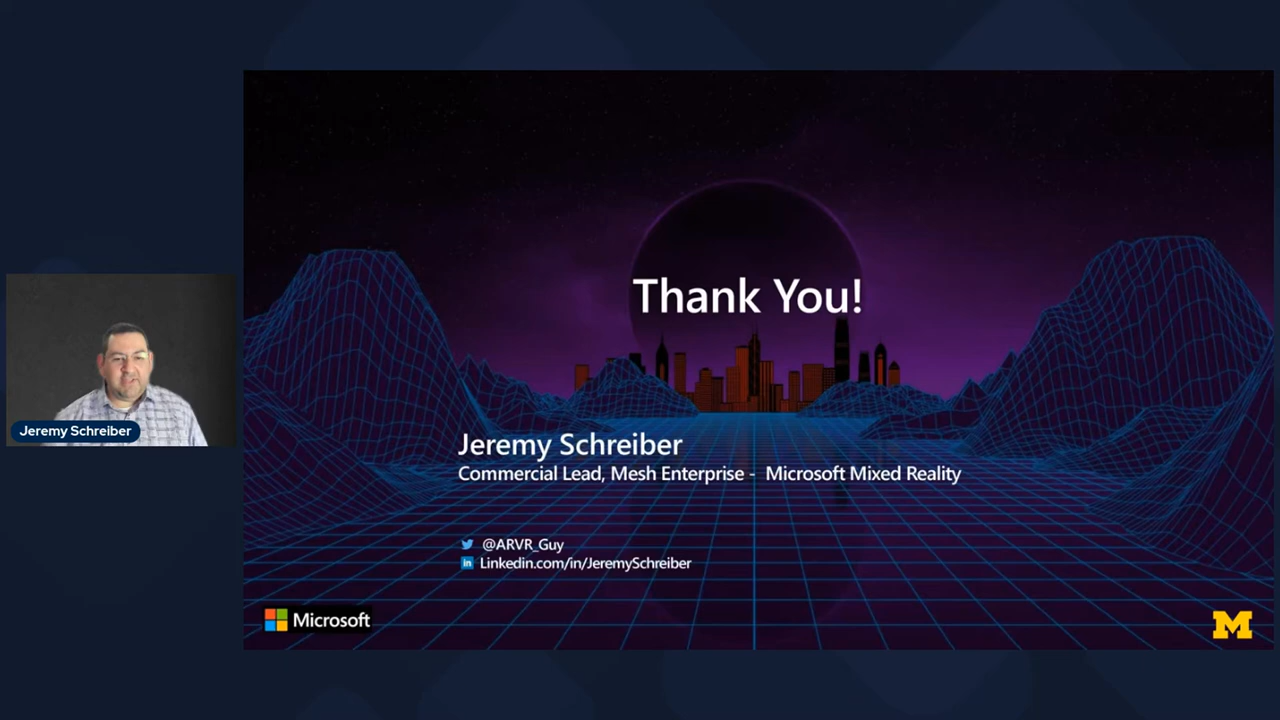 Thank You!
Jeremy Schreiber
Commercial Lead, Mesh Enterprise - Microsoft Mixed Reality
@ARVR_Guy
in Linkedin.com/in/JeremySchreiber
Microsoft
M
Jeremy Schreiber